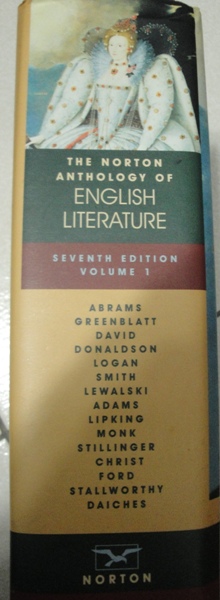 THE NORTON
ANTHOLOGY OF
ENGLISH
LITERATURE
SEVENTH EDITION
VOLUME 1
ABRAMS
GREENBLATT
DAVID
DONALDSON
LOGAN
SMITH
LEWALSKI
ADAMS
LIPKING
MONK
STILLINGER
CHRIST
FORD
STALLWORTHY
DAICHES
NORTON